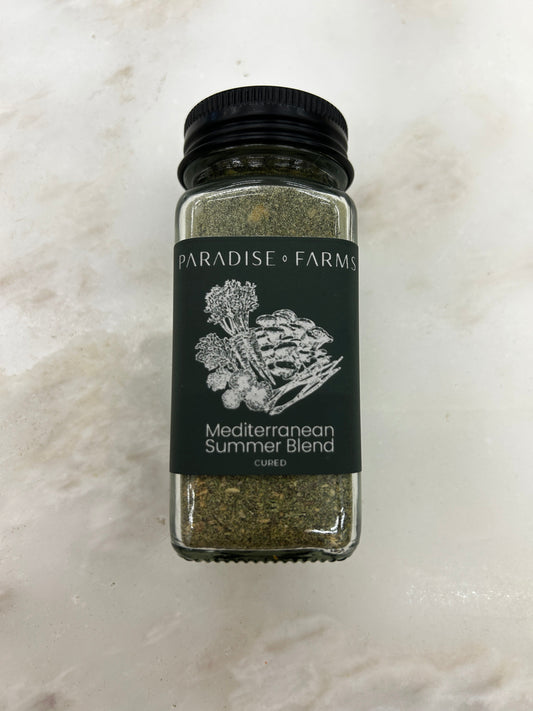 PARADISE o FARMS
Mediterranean
Summer Blend
CURED